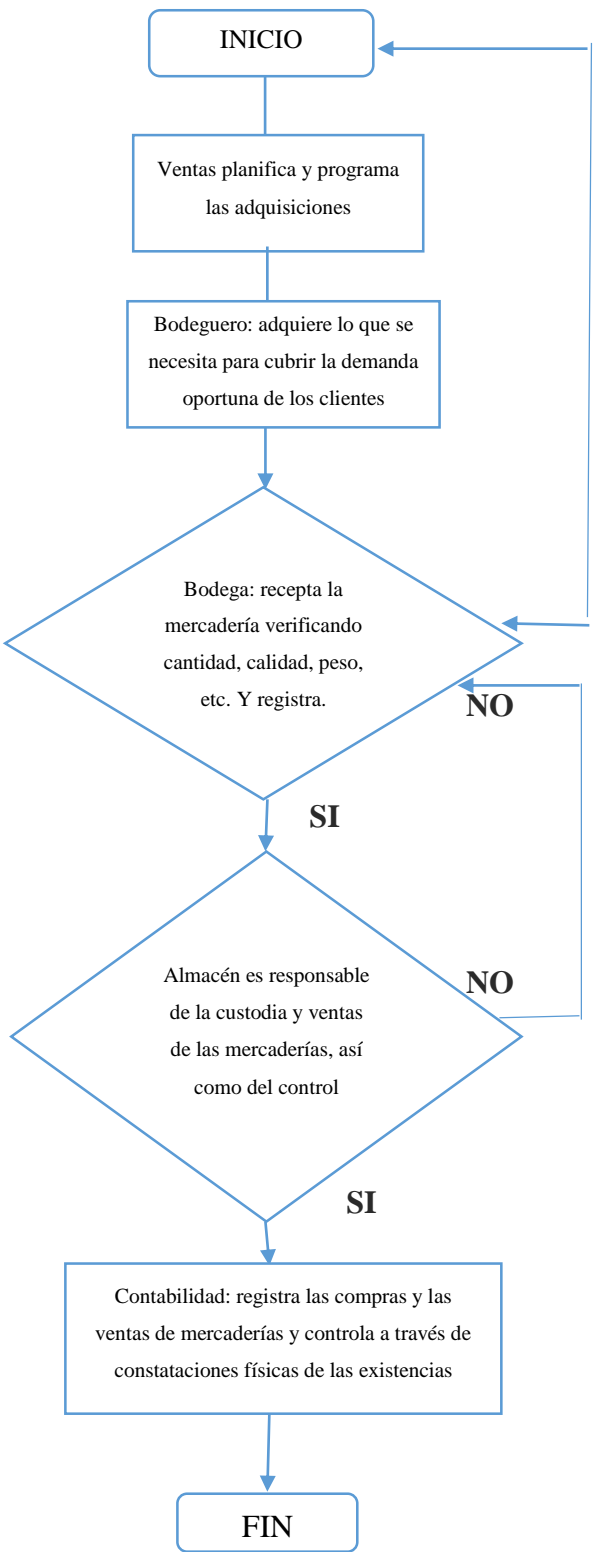 INICIO
Ventas planifica y programa
las adquisiciones
Bodeguero: adquiere lo que se
necesita para cubrir la demanda
oportuna de los clientes
Bodega: recepta la
mercadería verificando
cantidad, calidad, peso,
etc. Y registra.
NO
SI
Almacén es responsable
de la custodia y ventas
de las mercaderías, así
como del control
NO
SI
Contabilidad: registra las compras y las
ventas de mercaderías y controla a través de
constataciones físicas de las existencias
FIN